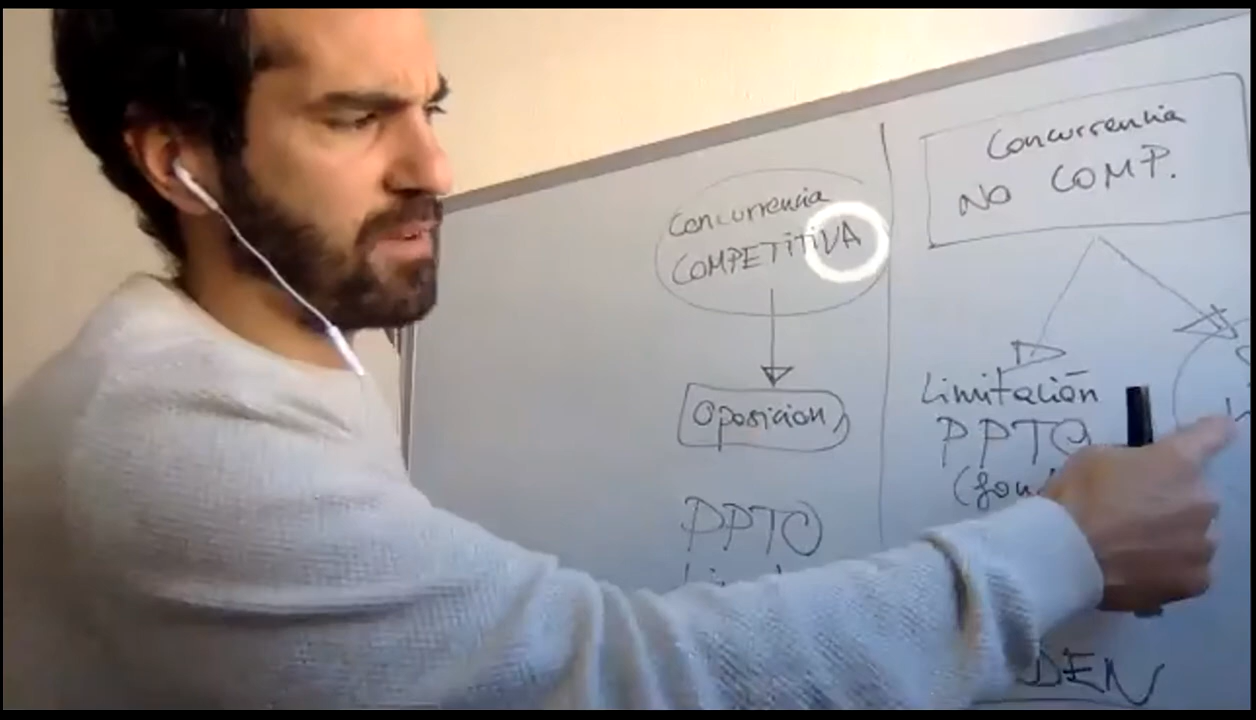 Concurrencia
COMPETITIVA
Oposicion
PPTO
Concurrencia
NO COMP.
Limitación
PPTO